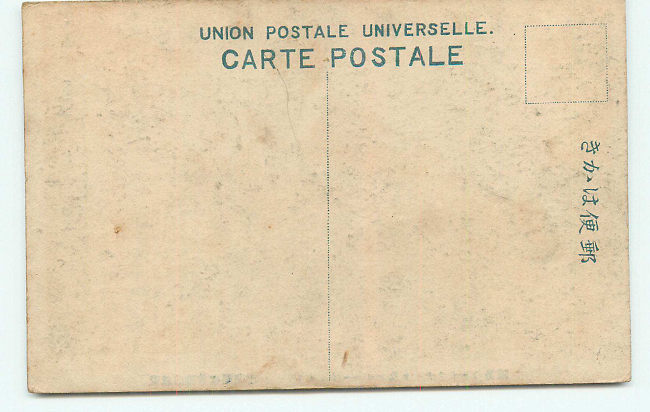 UNION POSTALE UNIVERSELLE.
CARTE POSTALE
郵便はかき